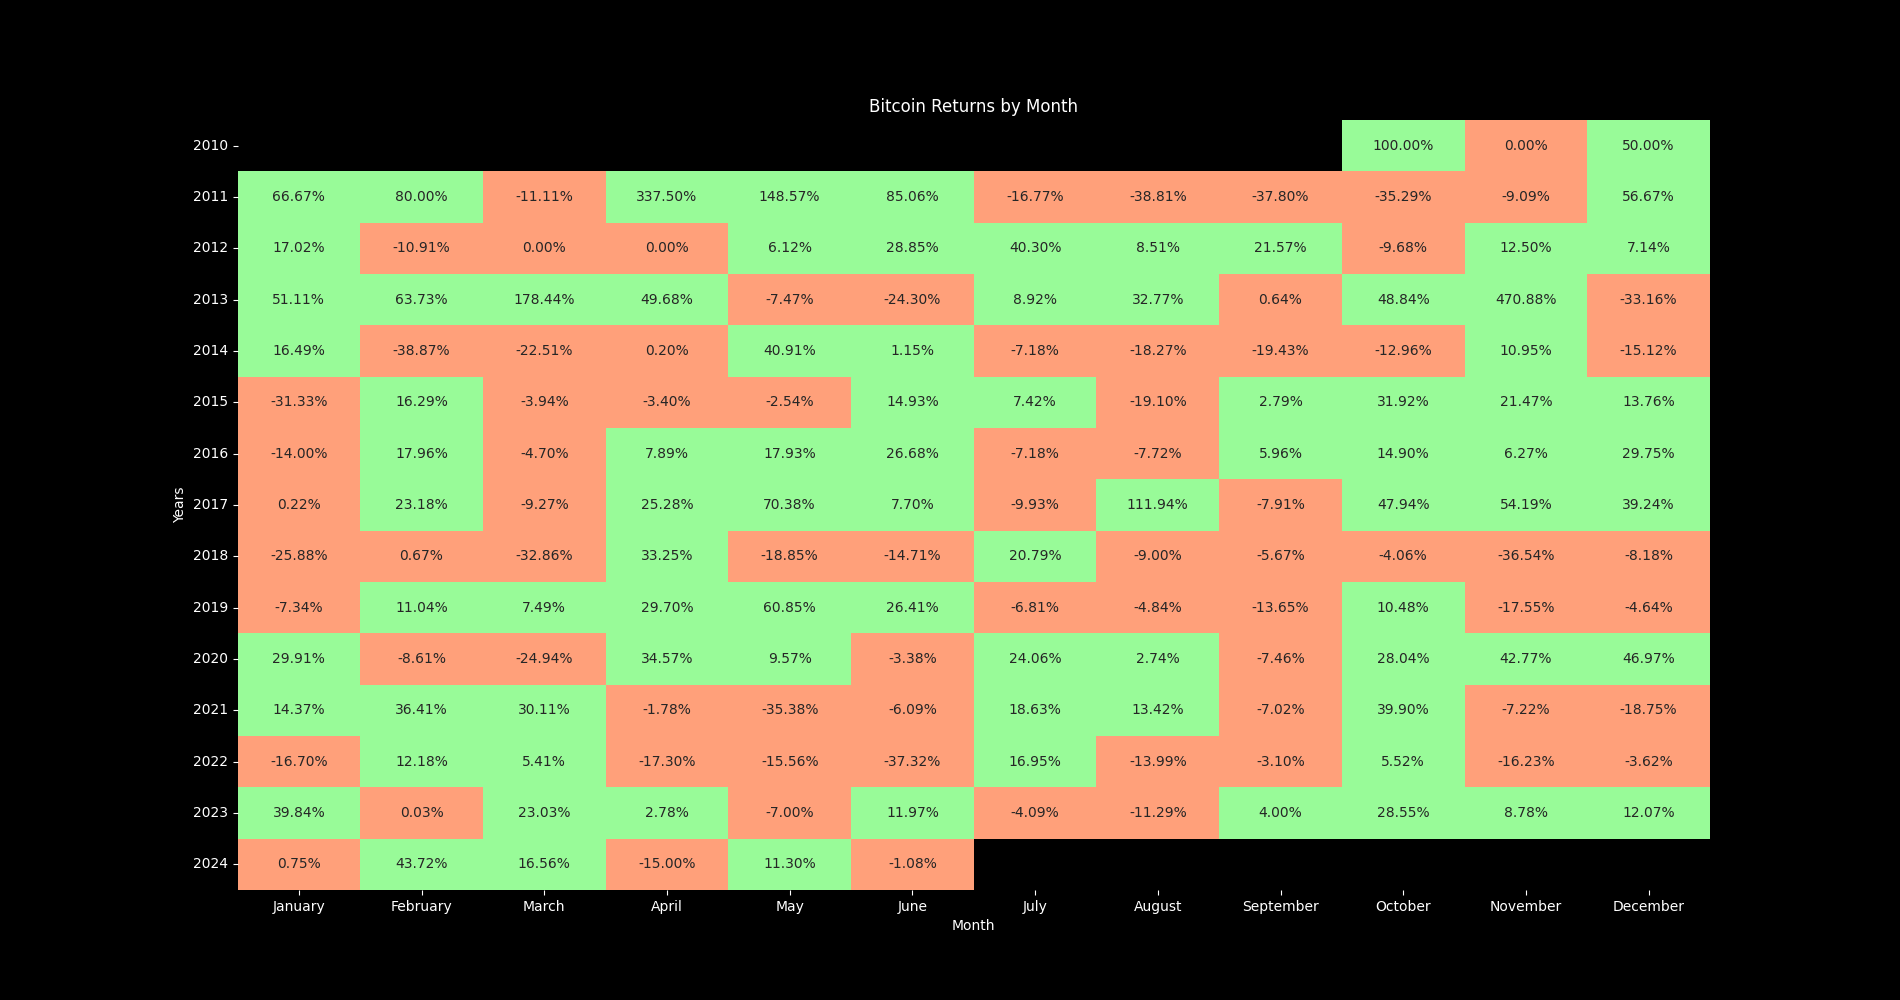 Bitcoin Returns by Month
2010 100.00% 0.00% 50.00%
2011 66.67% 80.00% -11.11% 337.50% 148.57% 85.06% -16.77% -38.81% -37.80% -35.29% -9.09% 56.67%
2012 17.02% -10.91% 0.00% 0.00% 6.12% 28.85% 40.30% 8.51% 21.57% -9.68% 12.50% 7.14%
2013 51.11% 63.73% 178.44% 49.68% -7.47% -24.30% 8.92% 32.77% 0.64% 48.84% 470.88% -33.16%
2014 16.49% -38.87% -22.51% 0.20% 40.91% 1.15% -7.18% -18.27% -19.43% -12.96% 10.95% -15.12%
2015 -31.33% 16.29% -3.94% -3.40% -2.54% 14.93% 7.42% -19.10% 2.79% 31.92% 21.47% 13.76%
2016 -14.00% 17.96% -4.70% 7.89% 17.93% 26.68% -7.18% -7.72% 5.96% 14.90% 6.27% 29.75%
2017 0.22% 23.18% -9.27% 25.28% 70.38% 7.70% -9.93% 111.94% -7.91% 47.94% 54.19% 39.24%
2018 -25.88% 0.67% -32.86% 33.25% -18.85% -14.71% 20.79% -9.00% -5.67% -4.06% -36.54% -8.18%
2019 -7.34% 11.04% 7.49% 29.70% 60.85% 26.41% -6.81% -4.84% -13.65% 10.48% -17.55% -4.64%
2020 29.91% -8.61% -24.94% 34.57% 9.57% -3.38% 24.06% 2.74% -7.46% 28.04% 42.77% 46.97%
2021 14.37% 36.41% 30.11% -1.78% -35.38% -6.09% 18.63% 13.42% -7.02% 39.90% -7.22% -18.75%
2022 -16.70% 12.18% 5.41% -17.30% -15.56% -37.32% 16.95% -13.99% -3.10% 5.52% -16.23% -3.62%
2023 39.84% 0.03% 23.03% 2.78% -7.00% 11.97% -4.09% -11.29% 4.00% 28.55% 8.78% 12.07%
2024 0.75% 43.72% 16.56% -15.00% 11.30% -1.08%
January February March April May June July August September October November December
Month
Years